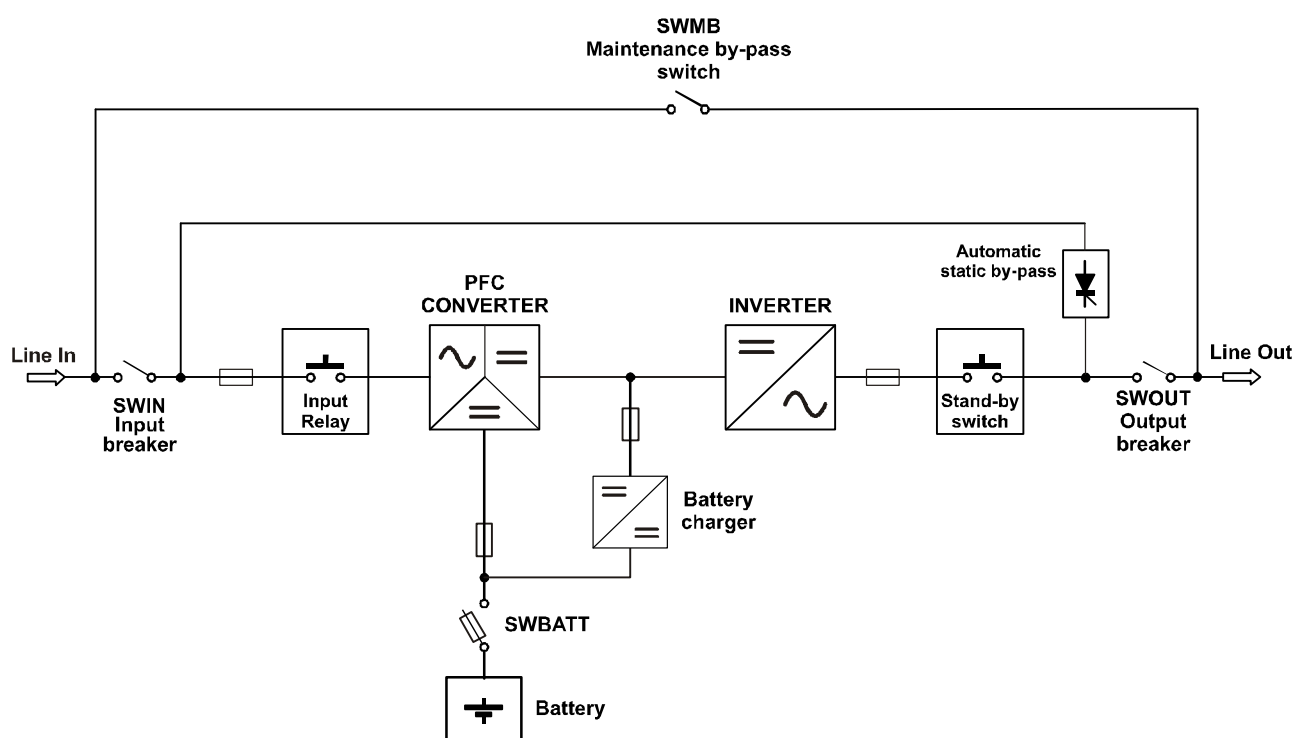 SWMB
Maintenance by-pass
switch
Automatic
static by-pass
PFC
CONVERTER
INVERTER
Line In
Line Out
SWIN
Input
breaker
Input
Relay
Stand-by
switch
SWOUT
Output
breaker
Battery
charger
SWBATT
Battery